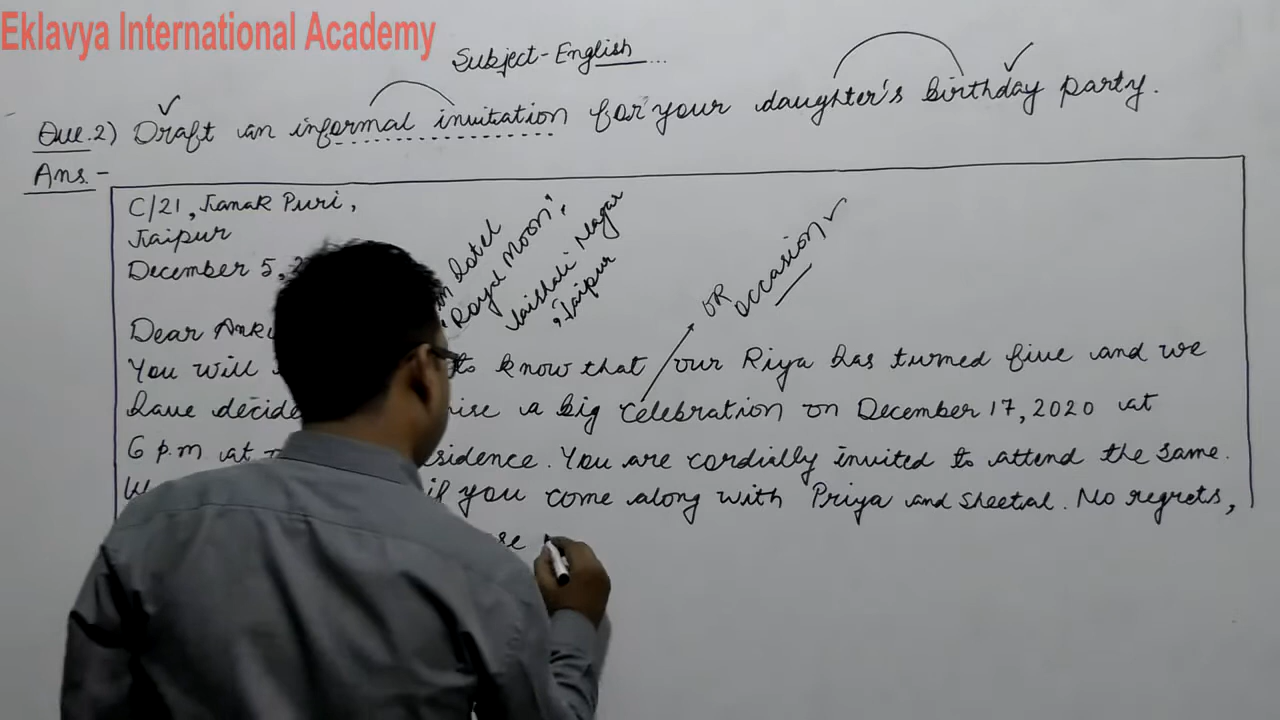 Eklavya International Academy
Subject-English...
Que.2) Draft an informal invitation for your daughter's birthday party.
Ans.-
C/21, Janak Puri,
Jaipur
December 5,
in hotel
'Royal Moon',
Vaishali Nagar
Jaipur
OR
occasion
Dear
You will to know that our Riya has turned five and we
have a big celebration on December 17, 2020 at
6 p.m at You are cordially invited to attend the same.
if you come along with Priya and Sheetal. No regrets,